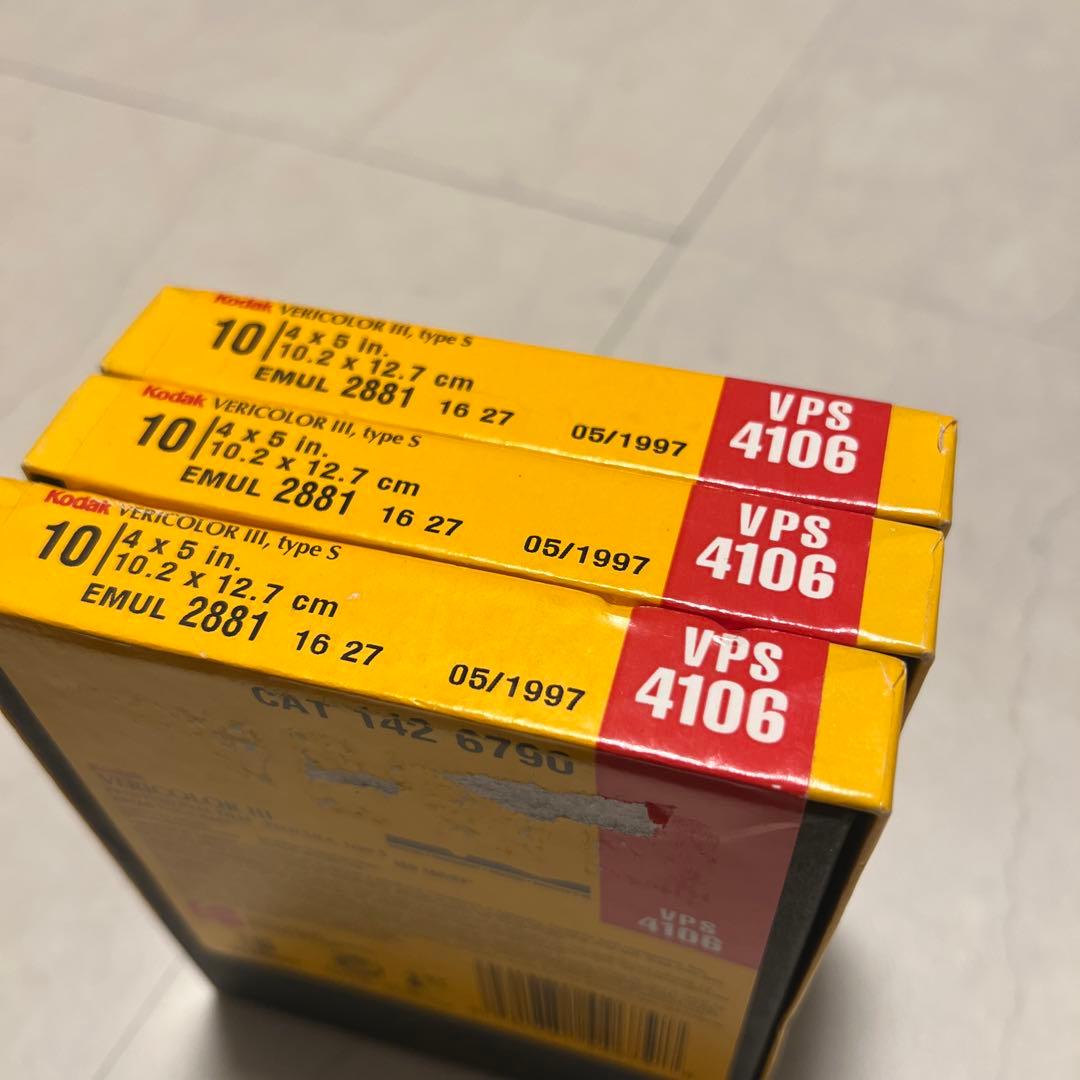 Kodak VERICOLOR III, type S
10 4 x 5 in.
10.2 x 12.7 cm
EMUL 2881 16 27 05/1997
VPS
4106
Kodak VERICOLOR III, type S
10 4 x 5 in.
10.2 x 12.7 cm
EMUL 2881 16 27 05/1997
VPS
4106
Kodak VERICOLOR III, type S
10 4 x 5 in.
10.2 x 12.7 cm
EMUL 2881 16 27 05/1997
VPS
4106
CAT 142 6790
VERICOLOR III
VPS
4106